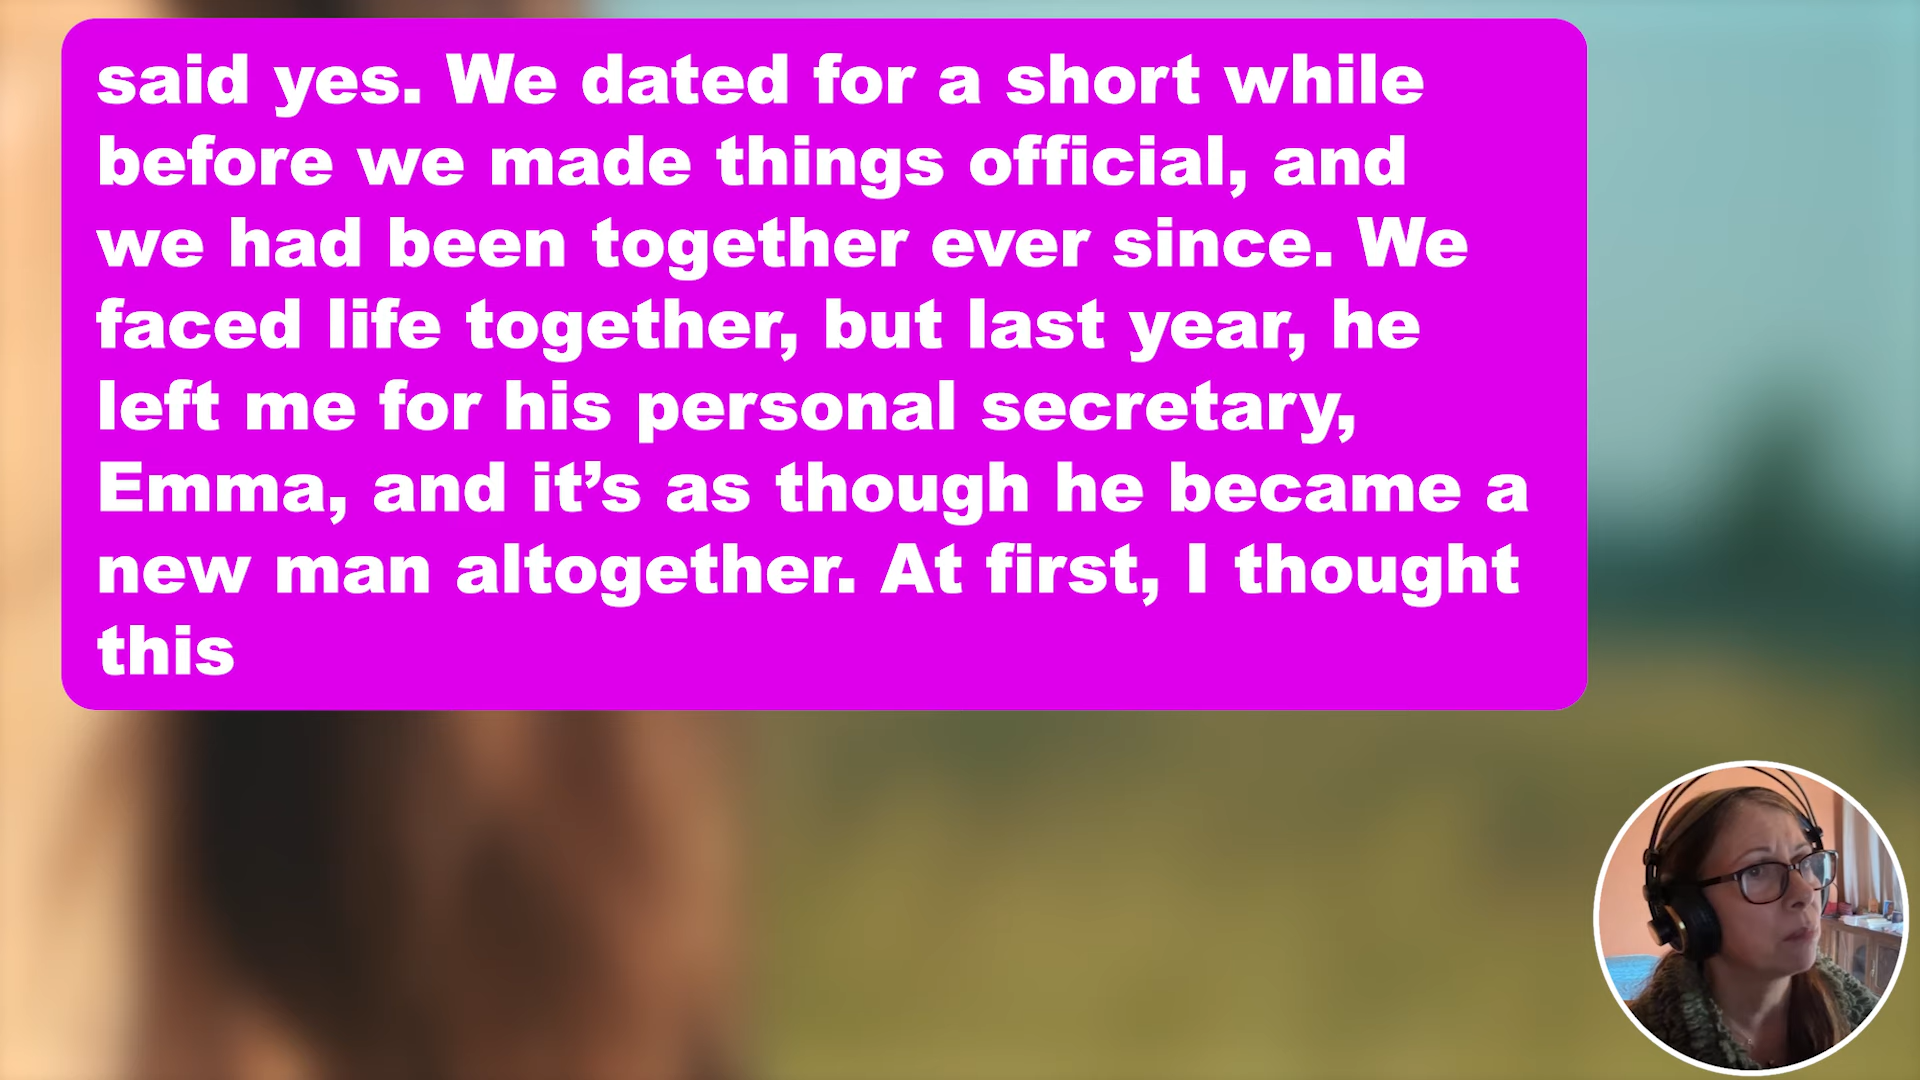 said yes. We dated for a short while
before we made things official, and
we had been together ever since. We
faced life together, but last year, he
left me for his personal secretary,
Emma, and it’s as though he became a
new man altogether. At first, I thought
this